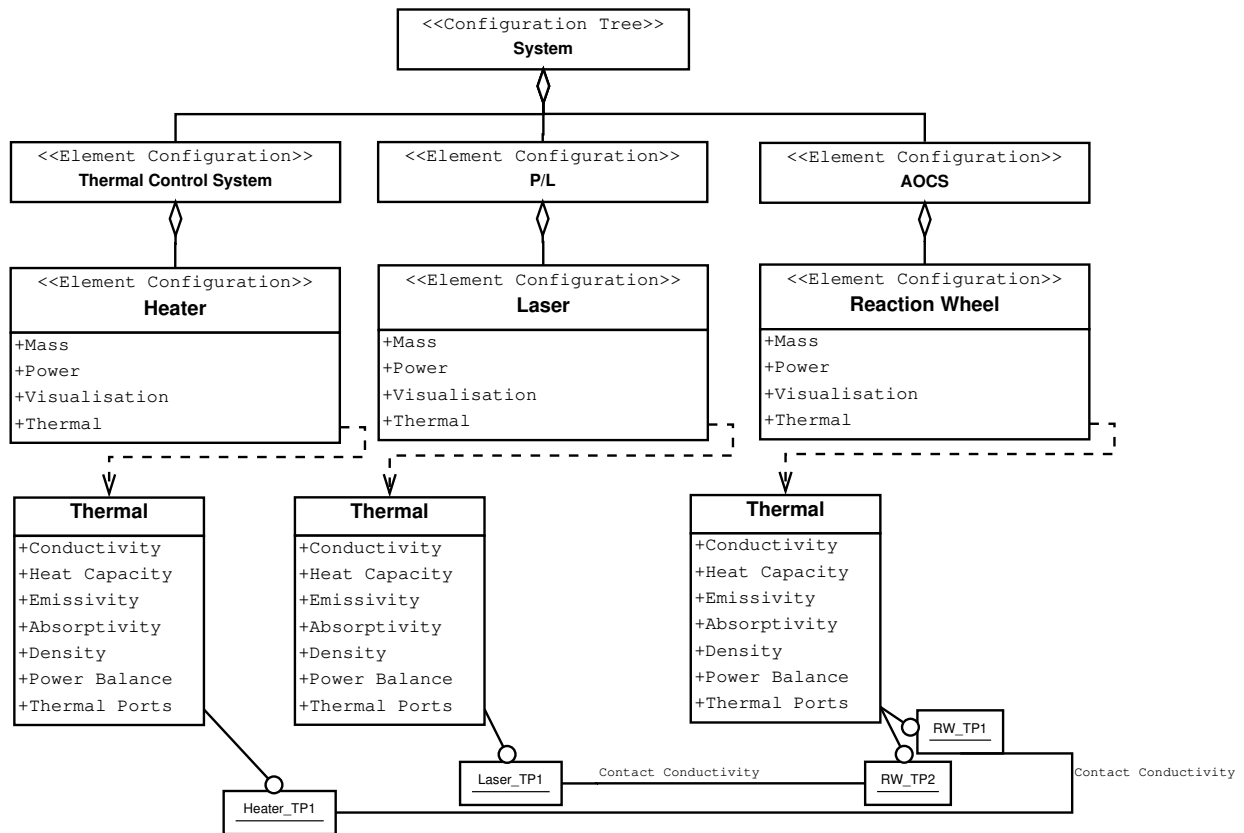 <<Configuration Tree>>
System
<<Element Configuration>>
Thermal Control System
<<Element Configuration>>
P/L
<<Element Configuration>>
AOCS
<<Element Configuration>>
Heater
+Mass
+Power
+Visualisation
+Thermal
<<Element Configuration>>
Laser
+Mass
+Power
+Visualisation
+Thermal
<<Element Configuration>>
Reaction Wheel
+Mass
+Power
+Visualisation
+Thermal
Thermal
+Conductivity
+Heat Capacity
+Emissivity
+Absorptivity
+Density
+Power Balance
+Thermal Ports
Thermal
+Conductivity
+Heat Capacity
+Emissivity
+Absorptivity
+Density
+Power Balance
+Thermal Ports
Thermal
+Conductivity
+Heat Capacity
+Emissivity
+Absorptivity
+Density
+Power Balance
+Thermal Ports
RW_TP1
Laser_TP1
Contact Conductivity
RW_TP2
Contact Conductivity
Heater_TP1